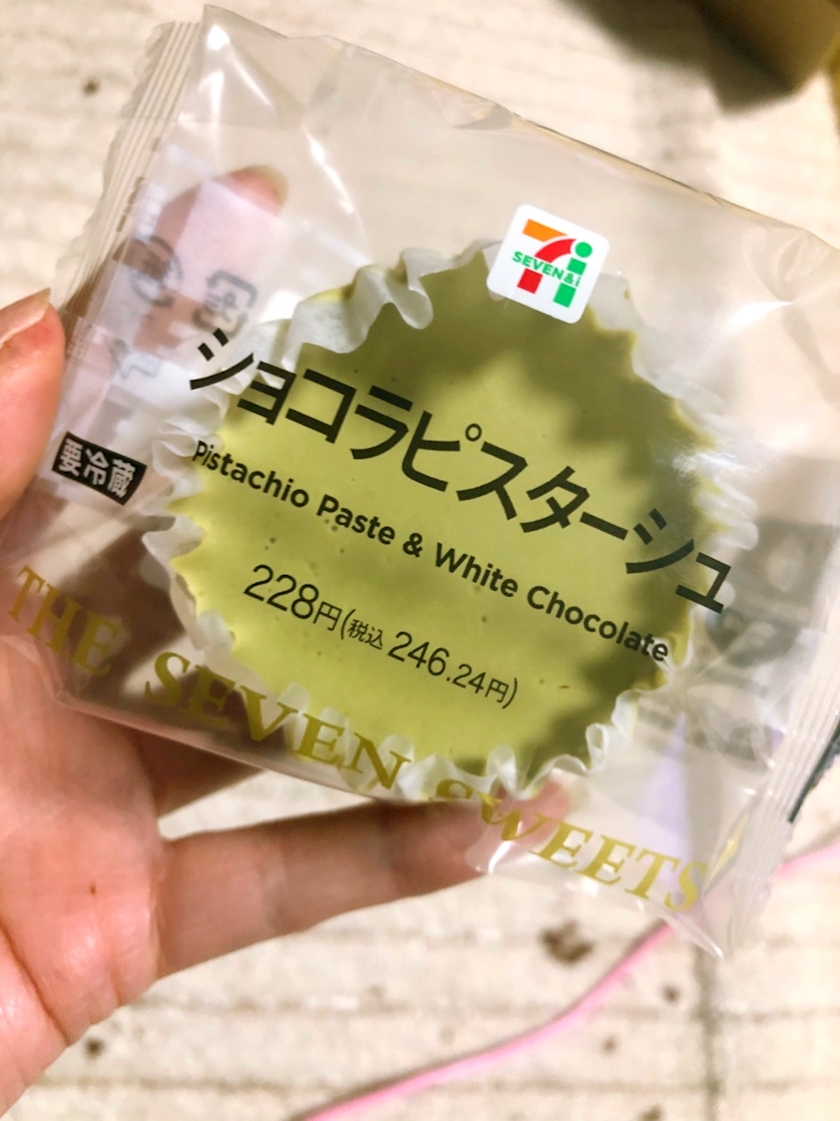 SEVEN&i
ショコラピスターシュ
Pistachio Paste & White Chocolate
要冷蔵
228円(税込 246.24円)
THE SEVEN SWEETS